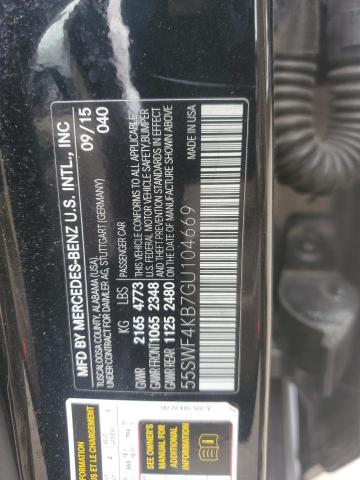 MFD BY MERCEDES-BENZ U.S. INTL., INC
TUSCALOOSA COUNTY, ALABAMA (USA),
UNDER CONTRACT FOR DAIMLER AG, STUTTGART (GERMANY)
09/15
040
KG LBS PASSENGER CAR
GVWR 2165 4773 THIS VEHICLE CONFORMS TO ALL APPLICABLE
GAWR FRONT 1065 2348 U.S. FEDERAL MOTOR VEHICLE SAFETY, BUMPER
GAWR REAR 1125 2480 AND THEFT PREVENTION STANDARDS IN EFFECT
ON THE DATE OF MANUFACTURE SHOWN ABOVE
55SWF4KB7GU104669
MADE IN USA
INFORMATION
SEE OWNER'S
MANUAL FOR
ADDITIONAL
INFORMATION